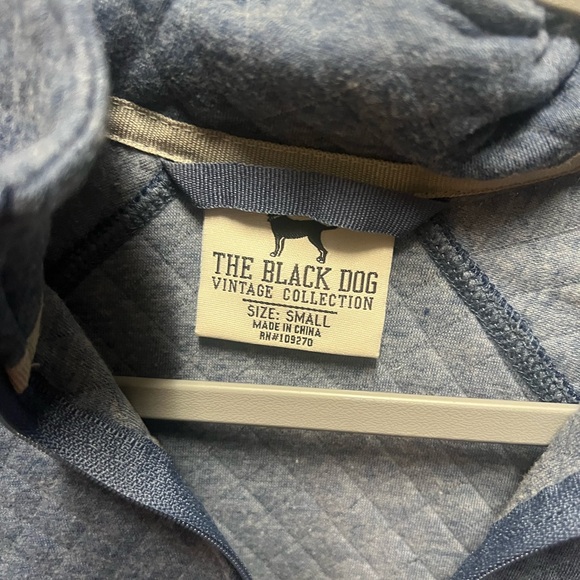 THE BLACK DOG
VINTAGE COLLECTION
SIZE: SMALL
MADE IN CHINA
RN#109270